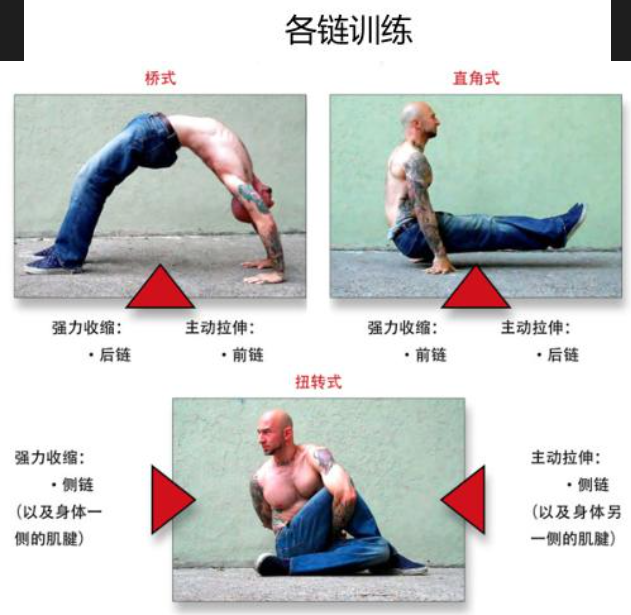 各链训练
桥式
直角式
强力收缩：
主动拉伸：
・后链
・前链
强力收缩：
主动拉伸：
・前链
・后链
扭转式
强力收缩：
・侧链
（以及身体一
侧的肌腱）
主动拉伸：
・侧链
（以及身体另
一侧的肌腱）